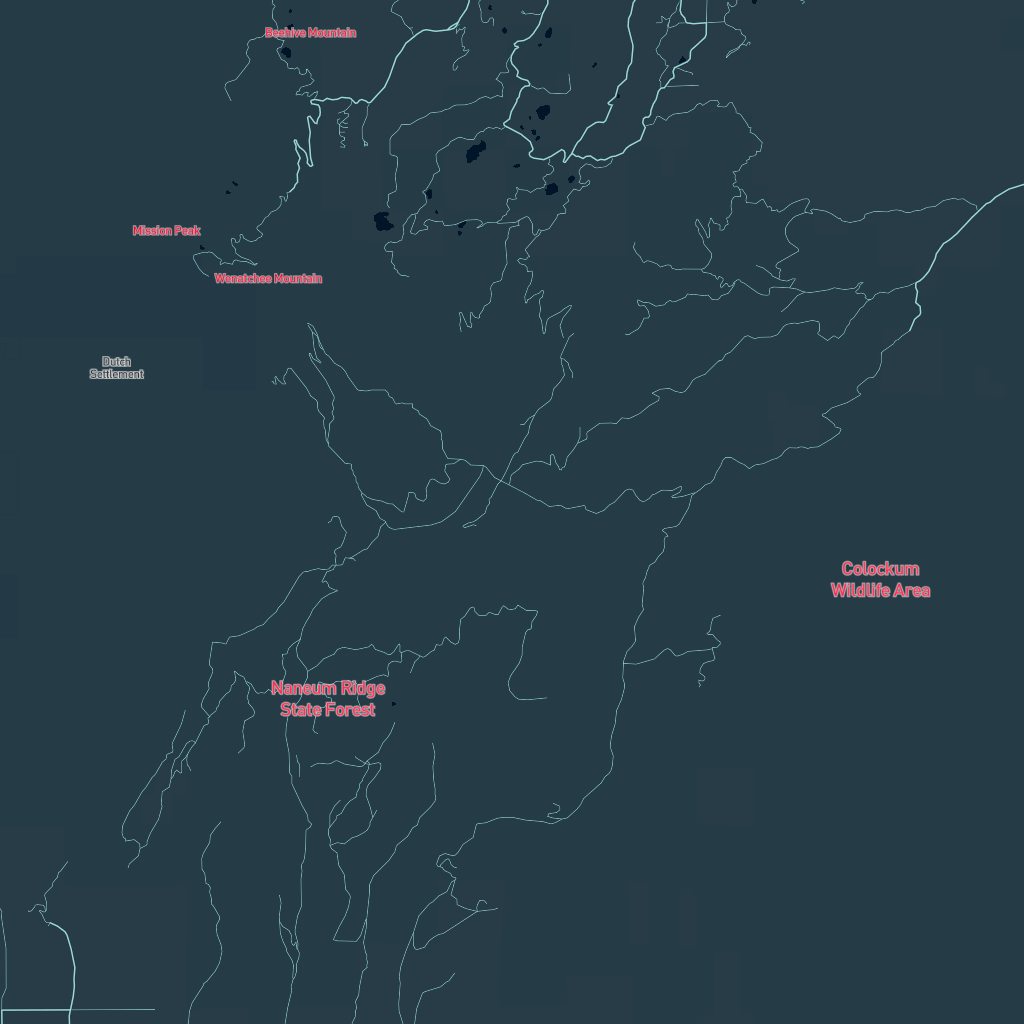 Beehive Mountain
Mission Peak
Wenatchee Mountain
Dutch
Settlement
Colockum
Wildlife Area
Naneum Ridge
State Forest